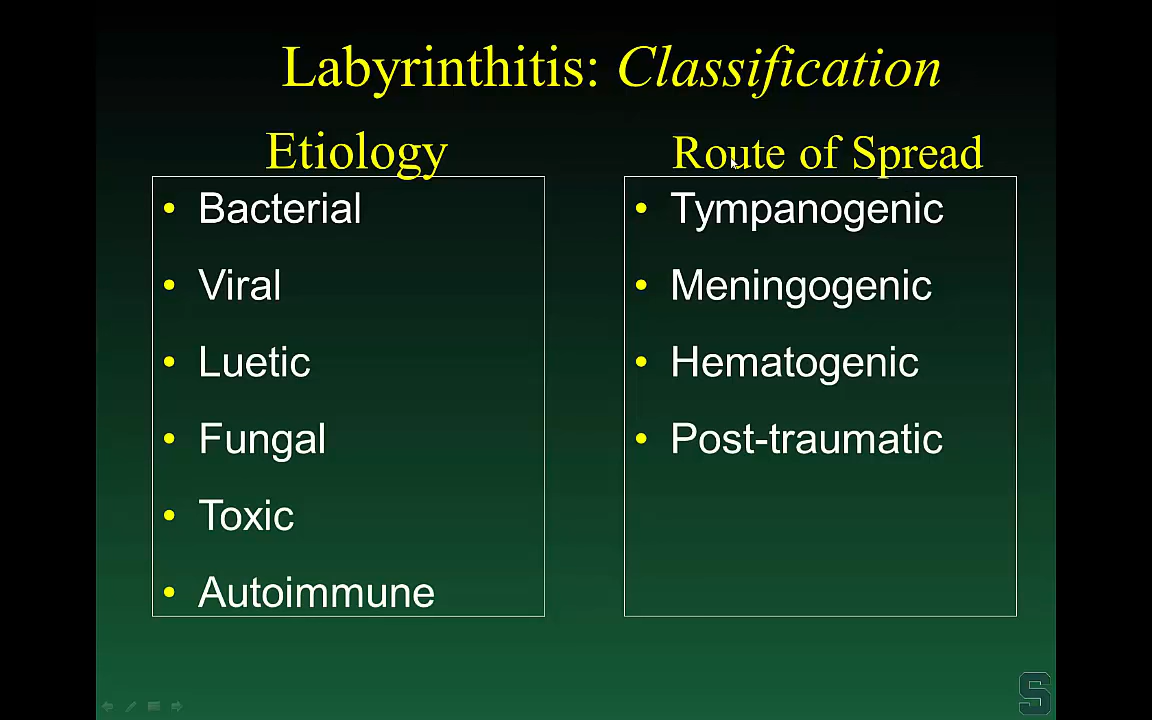 Labyrinthitis: Classification
Etiology
• Bacterial
• Viral
• Luetic
• Fungal
• Toxic
• Autoimmune
Route of Spread
• Tympanogenic
• Meningogenic
• Hematogenic
• Post-traumatic
S